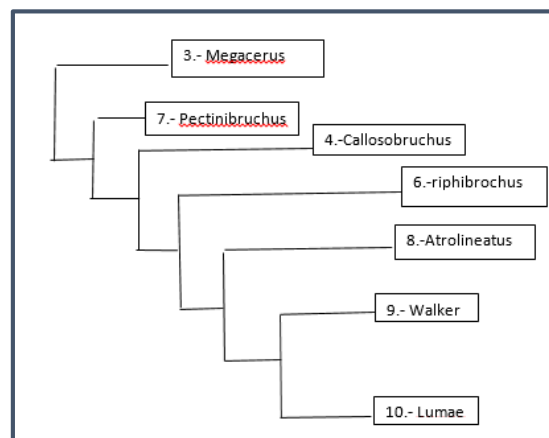 3.- Megacerus
7.- Pectinibruchus
4.-Callosobruchus
6.-riphibrochus
8.-Atrolineatus
9.- Walker
10.- Lumae